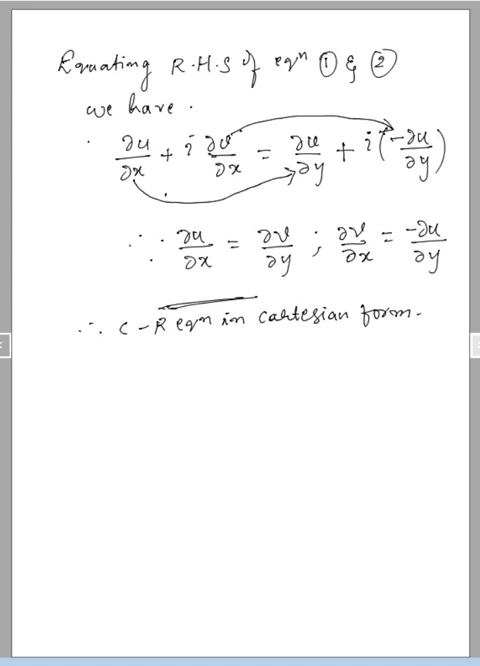 Equating R.H.S of eqn ① & ②
we have.
∂u/∂x + i ∂v/∂x = ∂v/∂y + i(-∂u/∂y)
∴ ∂u/∂x = ∂v/∂y ; ∂v/∂x = -∂u/∂y
∴ C-R eqn in cartesian form.